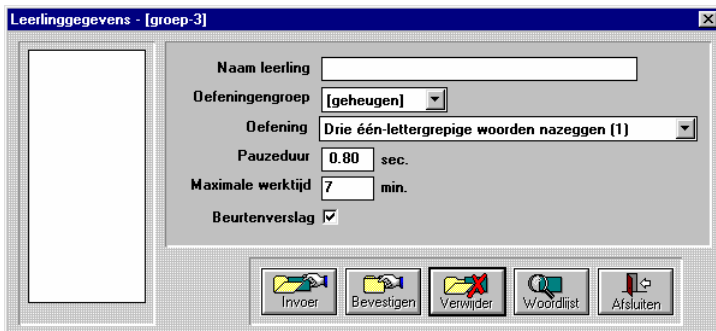 Leerlinggegevens - [groep-3]
Naam leerling
Oefeningengroep [geheugen]
Oefening Drie één-lettergrepige woorden nazeggen (1)
Pauzeduur 0.80 sec.
Maximale werktijd 7 min.
Beurtenverslag
Invoer Bevestigen Verwijder Woordlijst Afsluiten